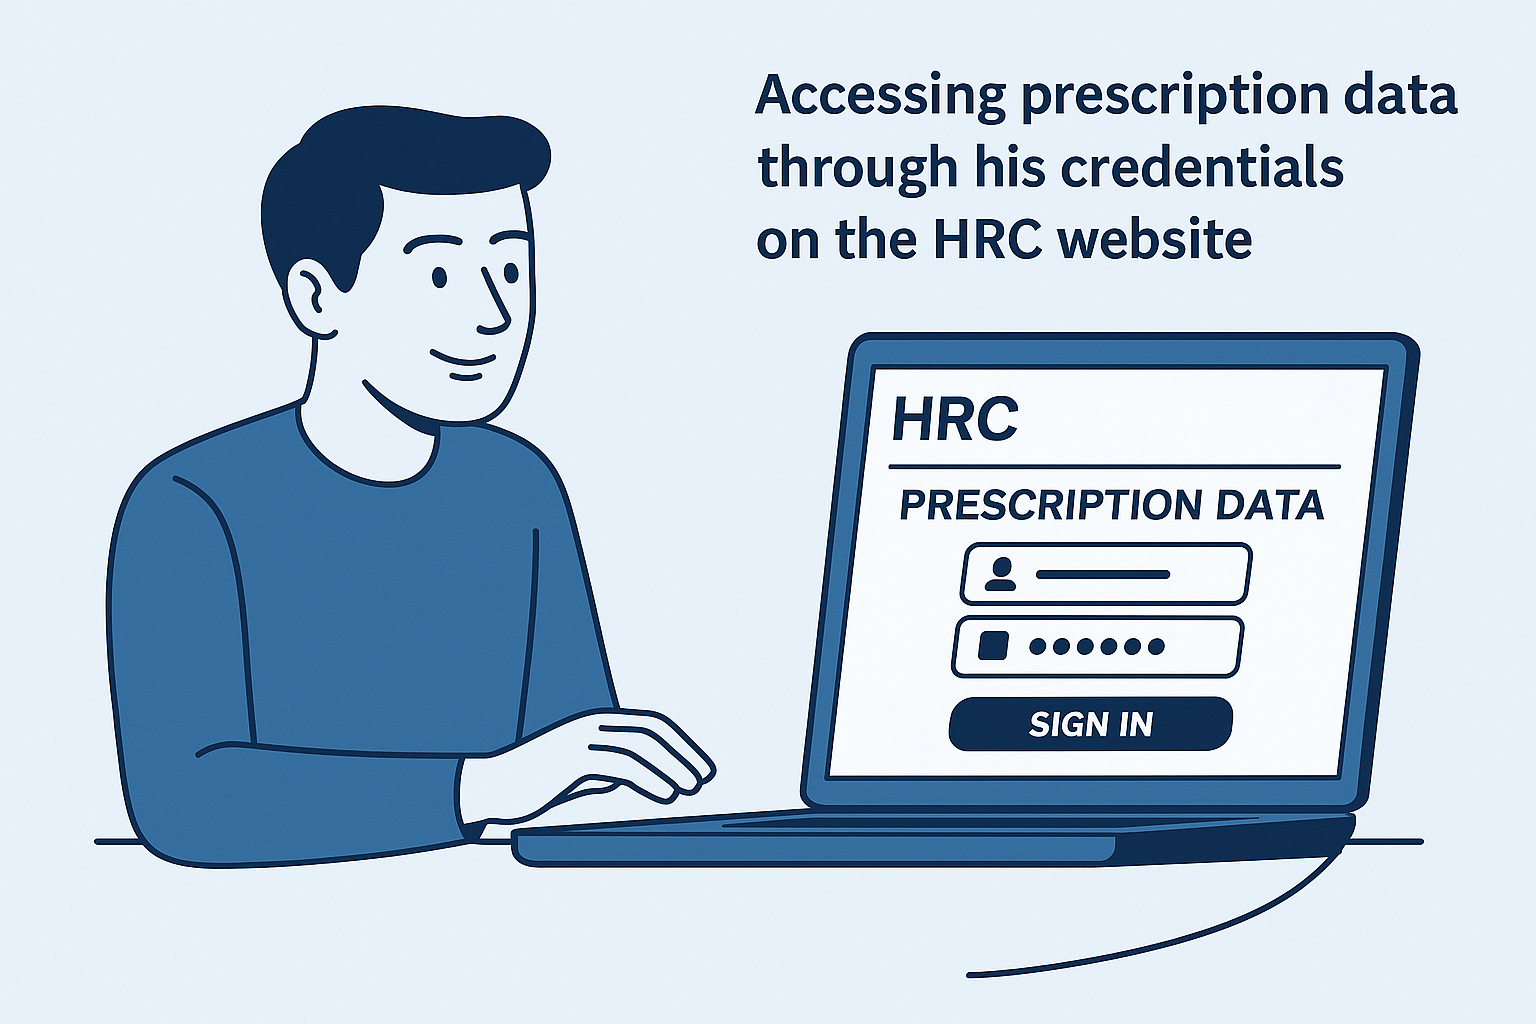 Accessing prescription data
through his credentials
on the HRC website
HRC
PRESCRIPTION DATA
SIGN IN